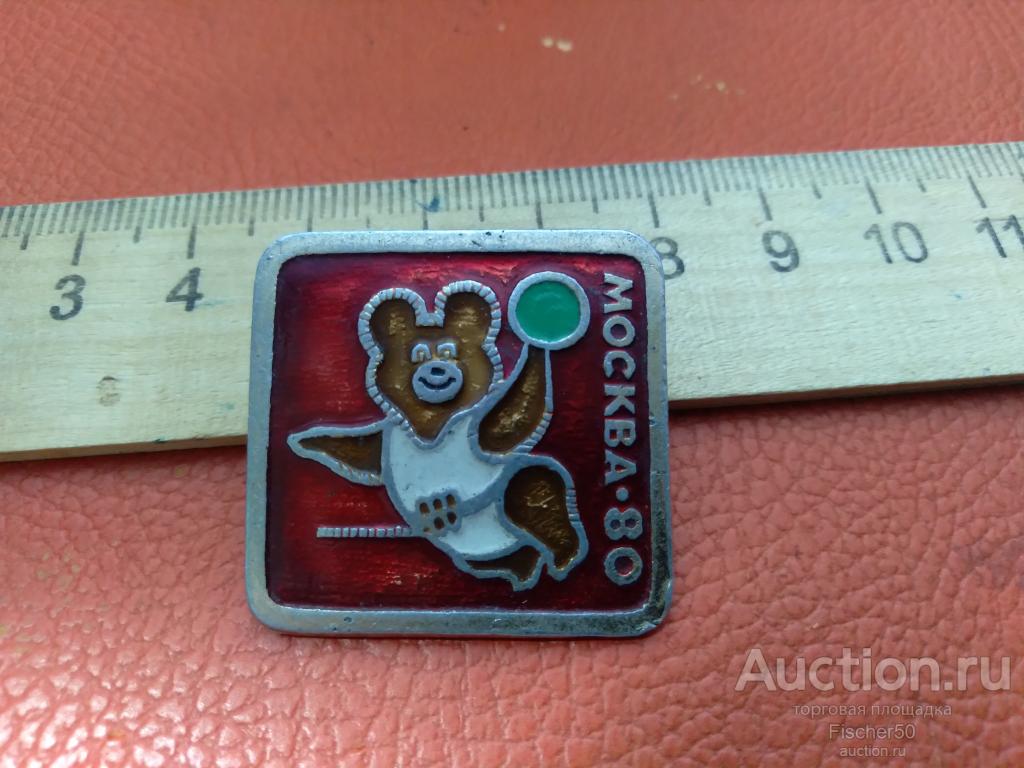 3 4 8 9 10 11
МОСКВА·80
Auction.ru
торговая площадка
Fischer50
auction.ru